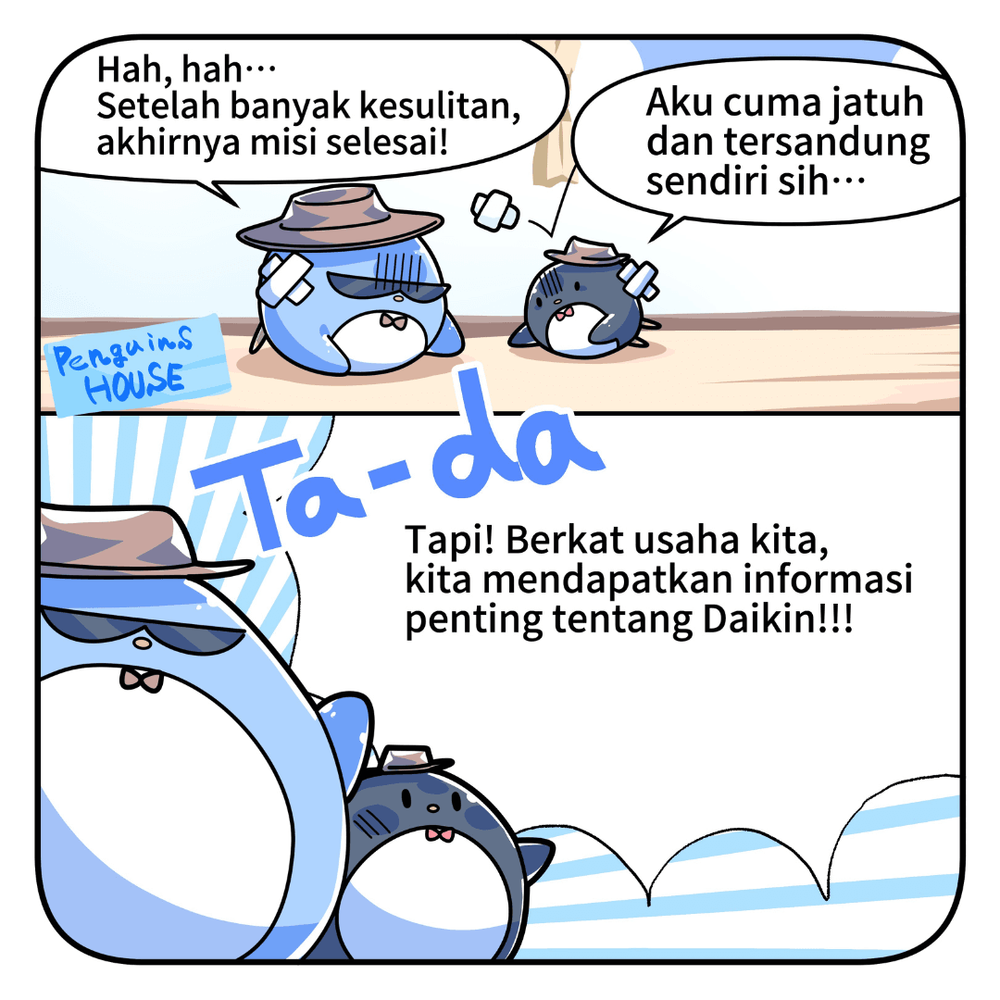 Hah, hah…
Setelah banyak kesulitan,
akhirnya misi selesai!
Aku cuma jatuh
dan tersandung
sendiri sih…
Penguins
HOUSE
Ta-da
Tapi! Berkat usaha kita,
kita mendapatkan informasi
penting tentang Daikin!!!